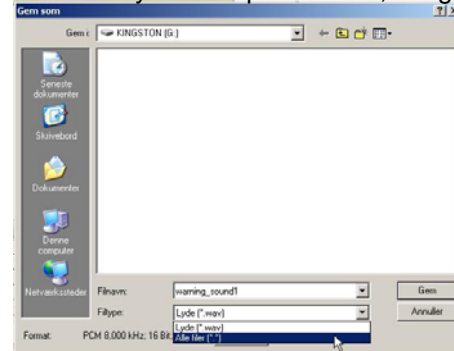 Gem som
Gem i:
KINGSTON (G:)
Seneste
dokumenter
Skrivebord
Dokumenter
Denne
computer
Netværkssteder
Filnavn:
warning_sound1
Gem
Filtype:
Lyde (*.wav)
Annuller
Lyde (*.wav)
Alle filer (*.*)
Format:
PCM 8,000 kHz; 16 Bit